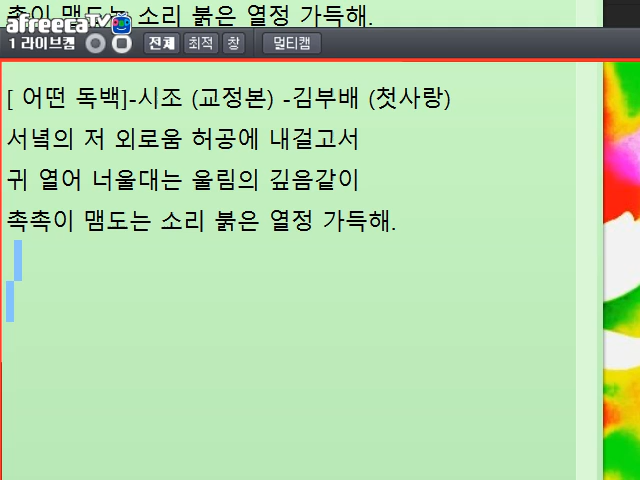 촉이 맴도는 소리 붉은 열정 가득해.
afreecaTV
1 라이브캠 전체 최적 창 멀티캠
[ 어떤 독백]-시조 (교정본) -김부배 (첫사랑)
서녘의 저 외로움 허공에 내걸고서
귀 열어 너울대는 울림의 깊음같이
촉촉이 맴도는 소리 붉은 열정 가득해.